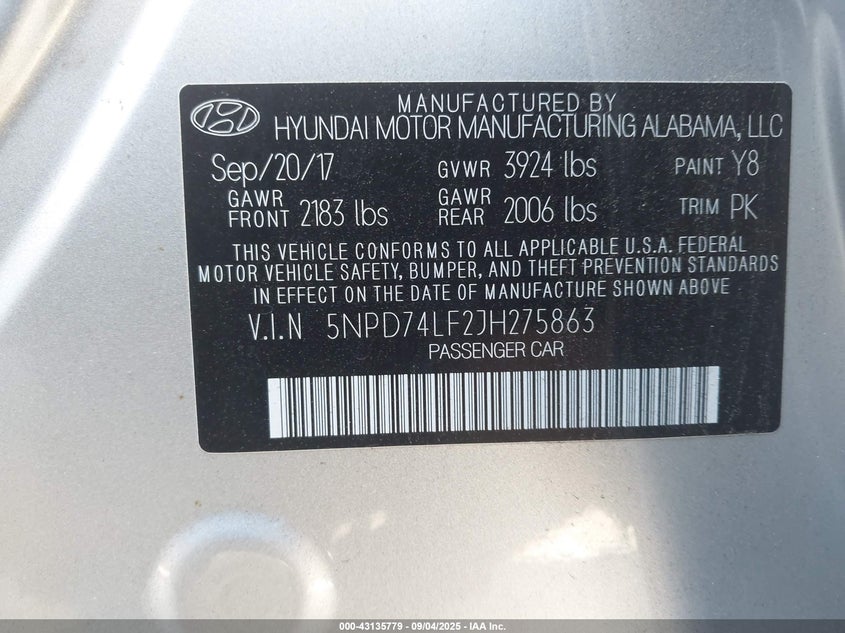 MANUFACTURED BY
HYUNDAI MOTOR MANUFACTURING ALABAMA, LLC
Sep/20/17 GVWR 3924 lbs PAINT Y8
GAWR FRONT 2183 lbs GAWR REAR 2006 lbs TRIM PK
THIS VEHICLE CONFORMS TO ALL APPLICABLE U.S.A. FEDERAL
MOTOR VEHICLE SAFETY, BUMPER, AND THEFT PREVENTION STANDARDS
IN EFFECT ON THE DATE OF MANUFACTURE SHOWN ABOVE
V.I.N 5NPD74LF2JH275863
PASSENGER CAR
000-43135779 - 09/04/2025 - IAA Inc.